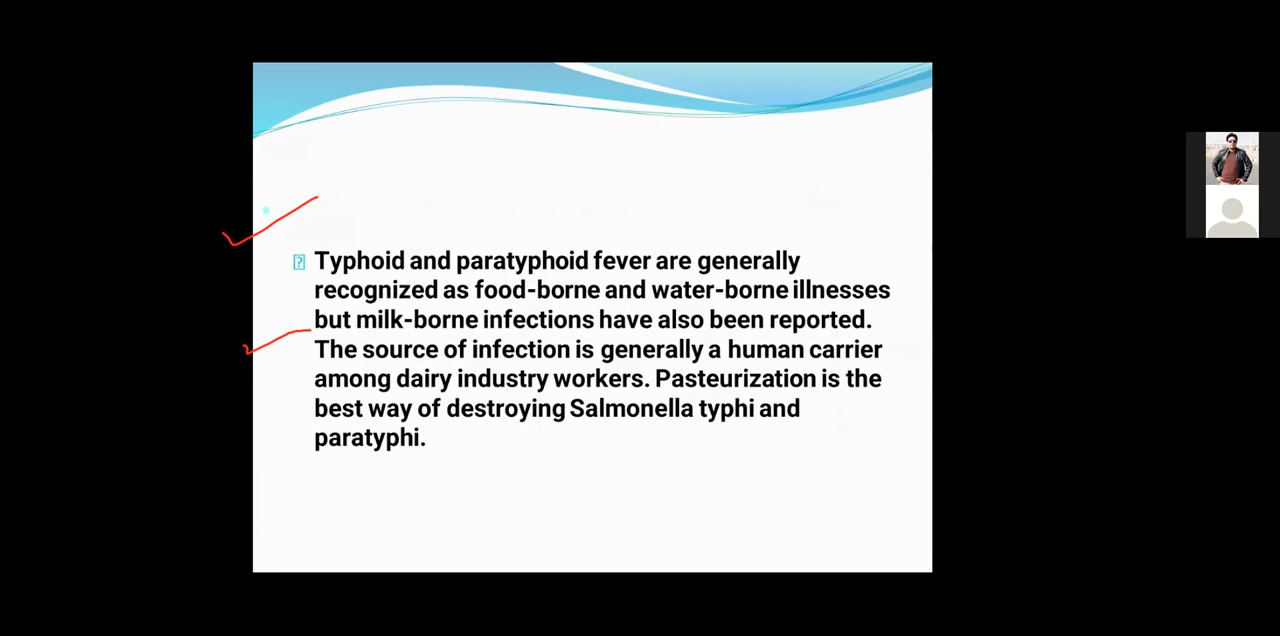 Typhoid and paratyphoid fever are generally
recognized as food-borne and water-borne illnesses
but milk-borne infections have also been reported.
The source of infection is generally a human carrier
among dairy industry workers. Pasteurization is the
best way of destroying Salmonella typhi and
paratyphi.